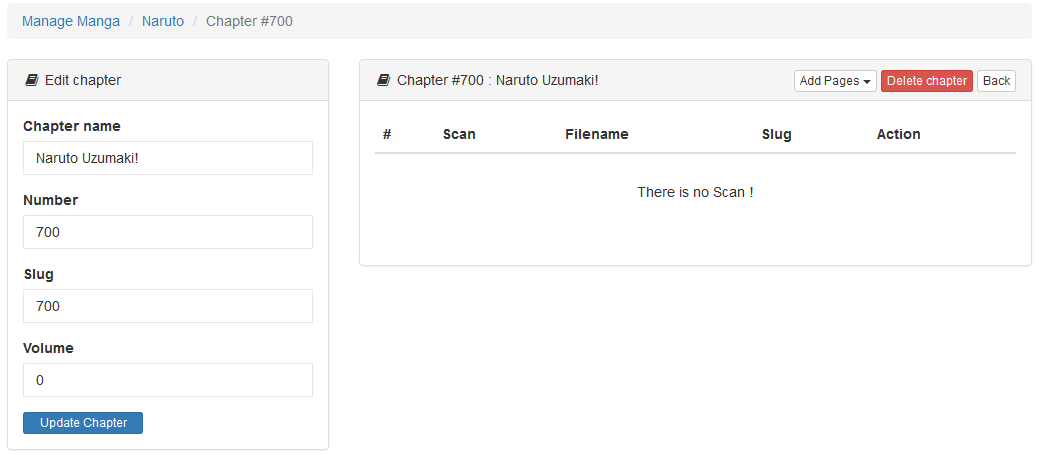 Manage Manga / Naruto / Chapter #700
Edit chapter
Chapter name
Naruto Uzumaki!
Number
700
Slug
700
Volume
0
Update Chapter
Chapter #700 : Naruto Uzumaki! Add Pages Delete chapter Back
# Scan Filename Slug Action
There is no Scan !